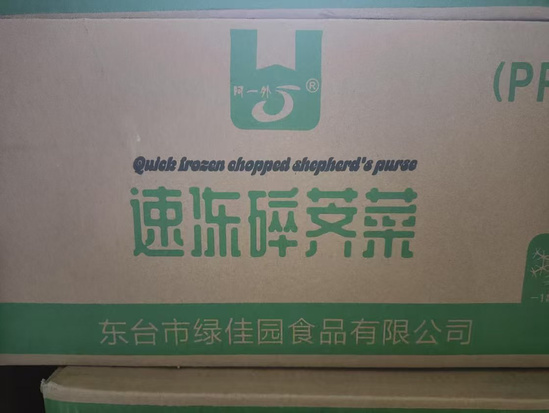 阿一外
®
(PR
Quick frozen chopped shepherd's purse
速冻碎荠菜
东台市绿佳园食品有限公司